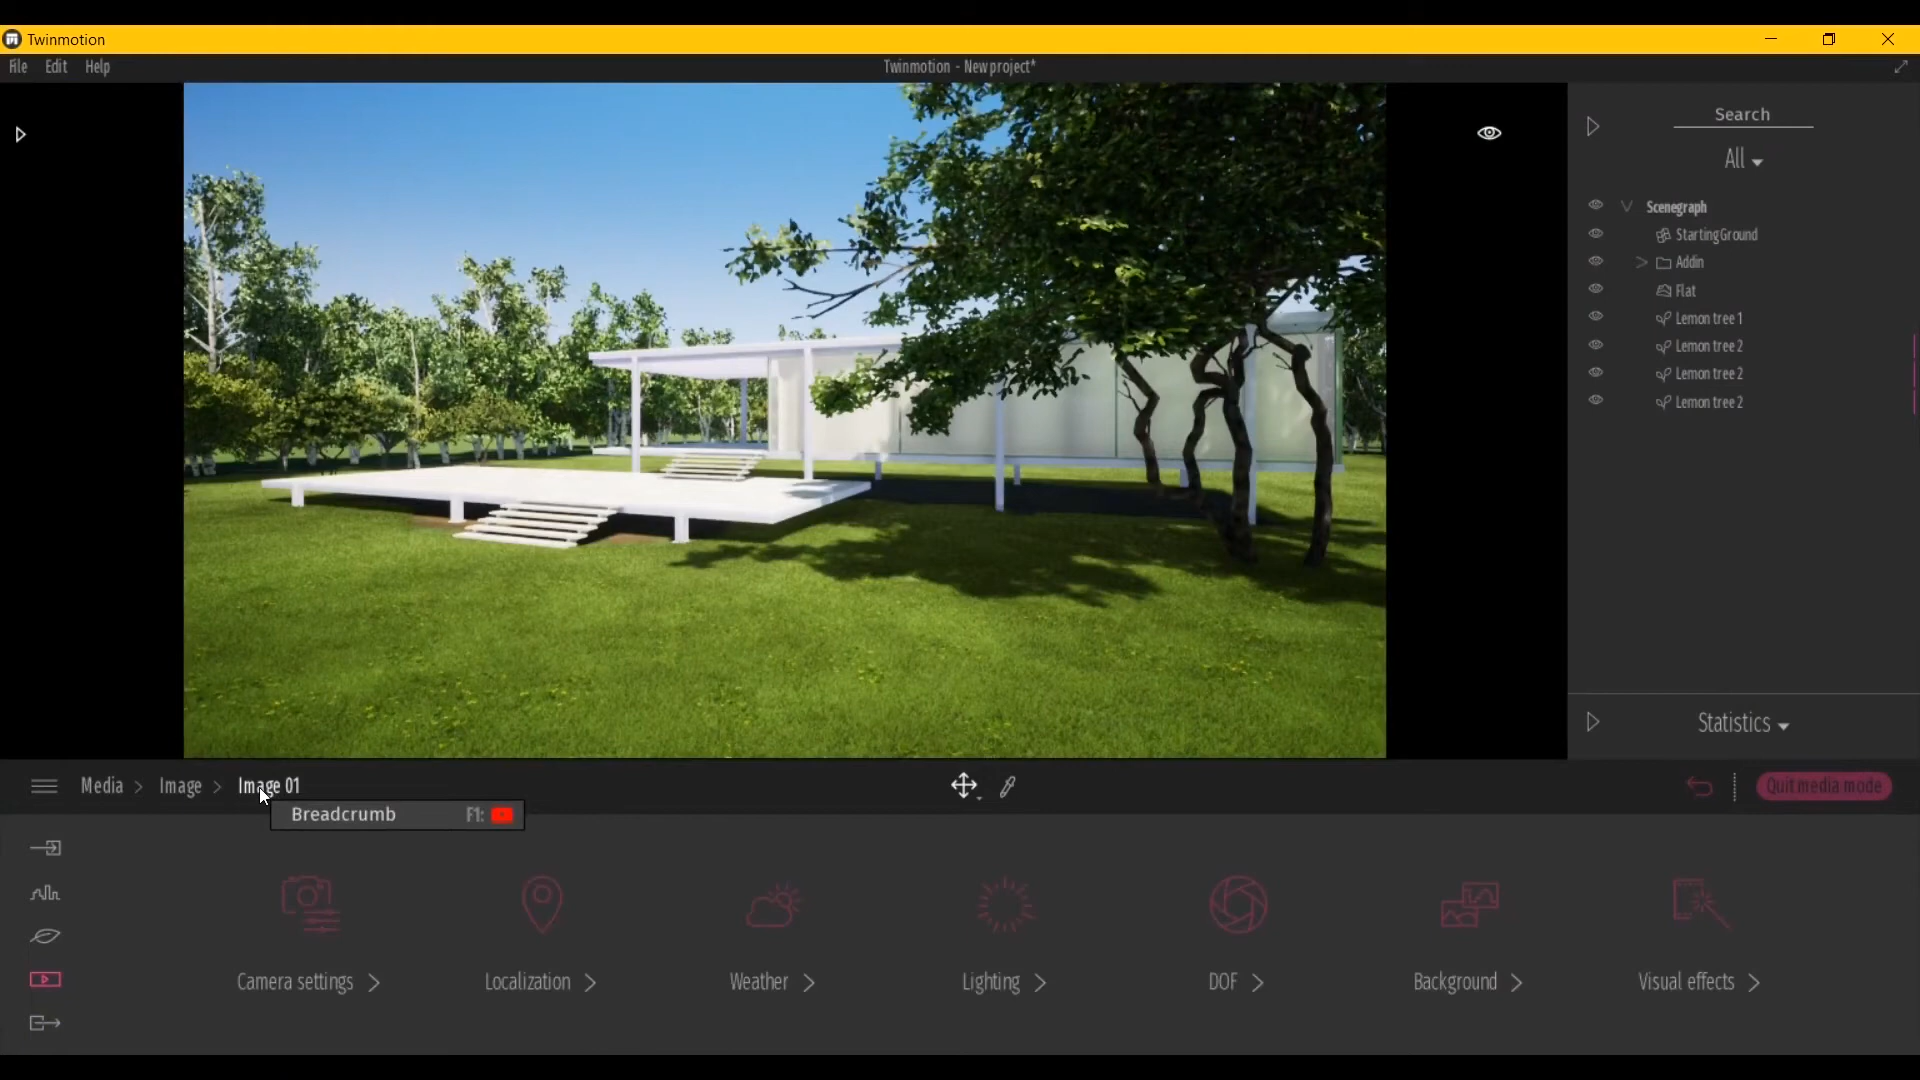 Twinmotion
File Edit Help
Twinmotion - New project*
Search
All
Scenegraph
StartingGround
Addin
Flat
Lemon tree 1
Lemon tree 2
Lemon tree 2
Lemon tree 2
Statistics
Media > Image > Image 01
Quit media mode
Breadcrumb F1:
Camera settings
Localization
Weather
Lighting
DOF
Background
Visual effects